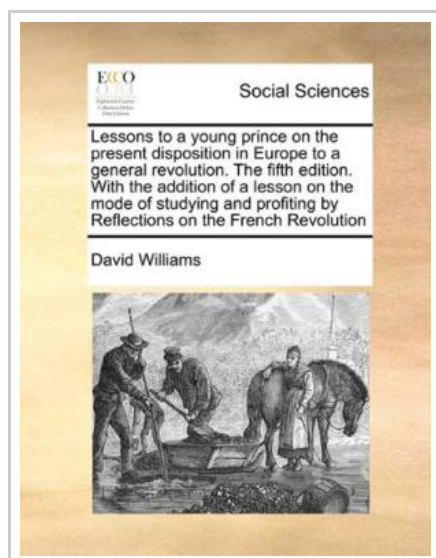 ECCO
Social Sciences
Lessons to a young prince on the
present disposition in Europe to a
general revolution. The fifth edition.
With the addition of a lesson on the
mode of studying and profiting by
Reflections on the French Revolution
David Williams